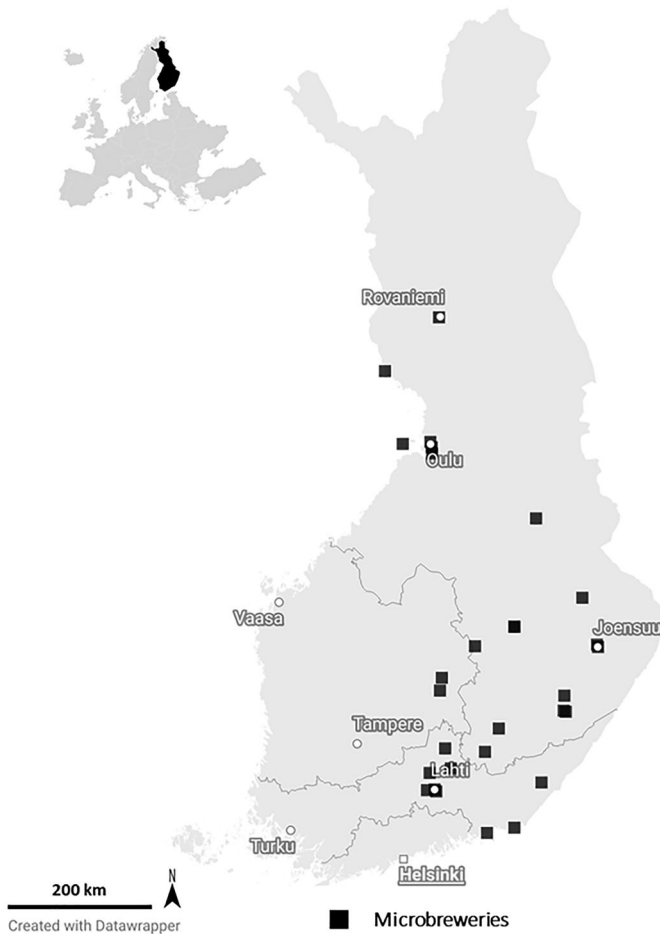 Rovaniemi
Oulu
Vaasa
Joensuu
Tampere
Lahti
Turku
Helsinki
N
200 km
Created with Datawrapper
Microbreweries